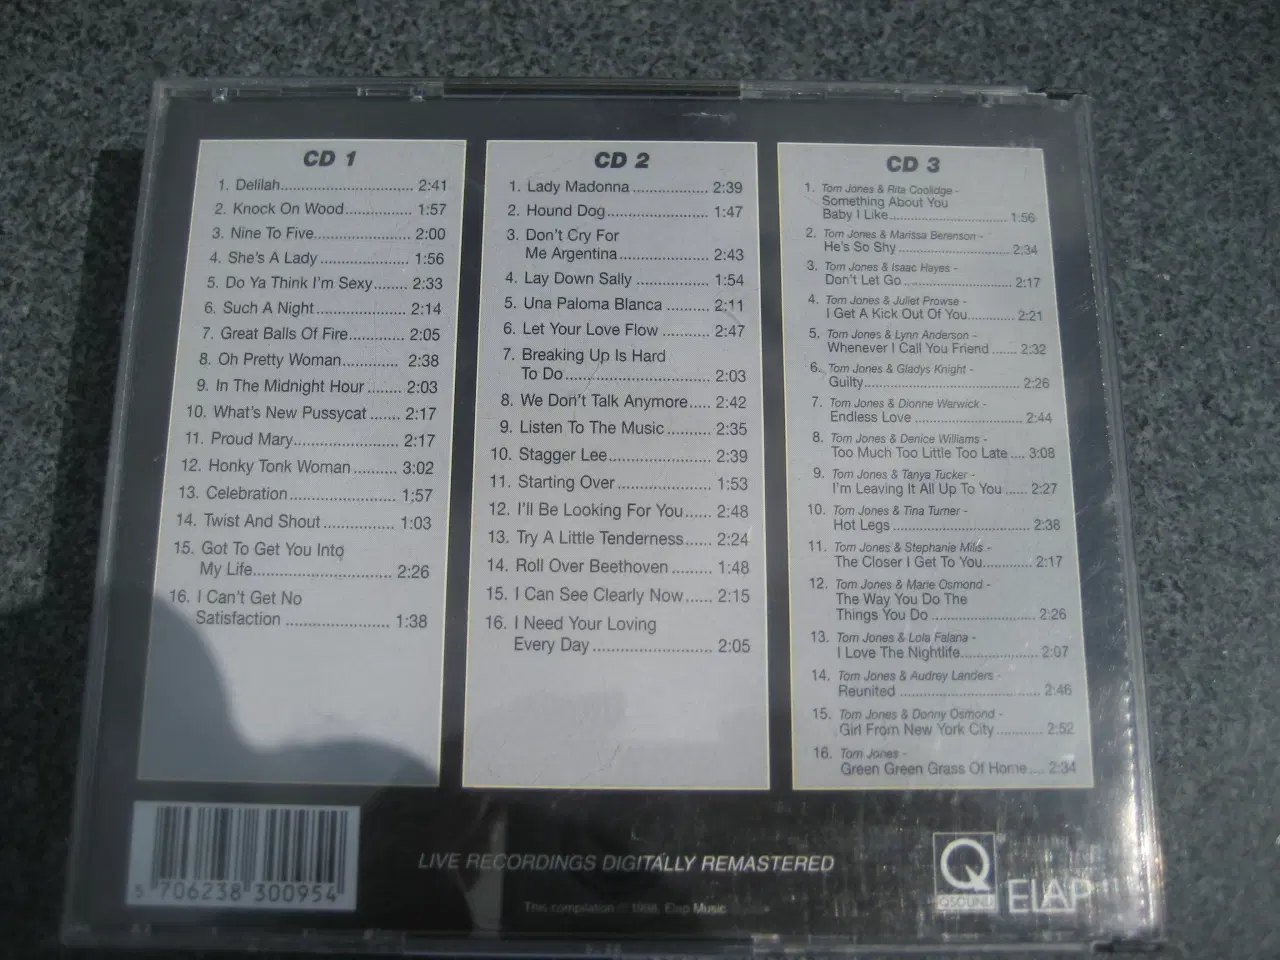 CD 1
1. Delilah.............................. 2:41
2. Knock On Wood............... 1:57
3. Nine To Five...................... 2:00
4. She's A Lady..................... 1:56
5. Do Ya Think I'm Sexy........ 2:33
6. Such A Night..................... 2:14
7. Great Balls Of Fire............. 2:05
8. Oh Pretty Woman............. 2:38
9. In The Midnight Hour........ 2:03
10. What's New Pussycat....... 2:17
11. Proud Mary......................... 2:17
12. Honky Tonk Woman.......... 3:02
13. Celebration......................... 1:57
14. Twist And Shout................. 1:03
15. Got To Get You Into
My Life................................ 2:26
16. I Can't Get No
Satisfaction........................ 1:38
CD 2
1. Lady Madonna.................. 2:39
2. Hound Dog........................ 1:47
3. Don't Cry For
Me Argentina..................... 2:43
4. Lay Down Sally................. 1:54
5. Una Paloma Blanca.......... 2:11
6. Let Your Love Flow........... 2:47
7. Breaking Up Is Hard
To Do.................................. 2:03
8. We Don't Talk Anymore..... 2:42
9. Listen To The Music.......... 2:35
10. Stagger Lee....................... 2:39
11. Starting Over..................... 1:53
12. I'll Be Looking For You...... 2:48
13. Try A Little Tenderness...... 2:24
14. Roll Over Beethoven......... 1:48
15. I Can See Clearly Now...... 2:15
16. I Need Your Loving
Every Day........................... 2:05
CD 3
1. Tom Jones & Rita Coolidge -
Something About You
Baby I Like........................... 1:56
2. Tom Jones & Marissa Berenson -
He's So Shy.......................... 2:34
3. Tom Jones & Isaac Hayes -
Don't Let Go......................... 2:17
4. Tom Jones & Juliet Prowse -
I Get A Kick Out Of You............ 2:21
5. Tom Jones & Lynn Anderson -
Whenever I Call You Friend...... 2:32
6. Tom Jones & Gladys Knight -
Guilty..................................... 2:26
7. Tom Jones & Dionne Warwick -
Endless Love.......................... 2:44
8. Tom Jones & Denice Williams -
Too Much Too Little Too Late.... 3:08
9. Tom Jones & Tanya Tucker -
I'm Leaving It All Up To You...... 2:27
10. Tom Jones & Tina Turner -
Hot Legs................................ 2:38
11. Tom Jones & Stephanie Mills -
The Closer I Get To You............ 2:17
12. Tom Jones & Marie Osmond -
The Way You Do The
Things You Do........................ 2:26
13. Tom Jones & Lola Falana -
I Love The Nightlife................. 2:07
14. Tom Jones & Audrey Landers -
Reunited................................ 2:46
15. Tom Jones & Donny Osmond -
Girl From New York City............ 2:52
16. Tom Jones -
Green Green Grass Of Home.... 2:34
5 706238 300954
LIVE RECORDINGS DIGITALLY REMASTERED
This compilation © 1998, Elap Music
Q
QSOUND
®
ELAP